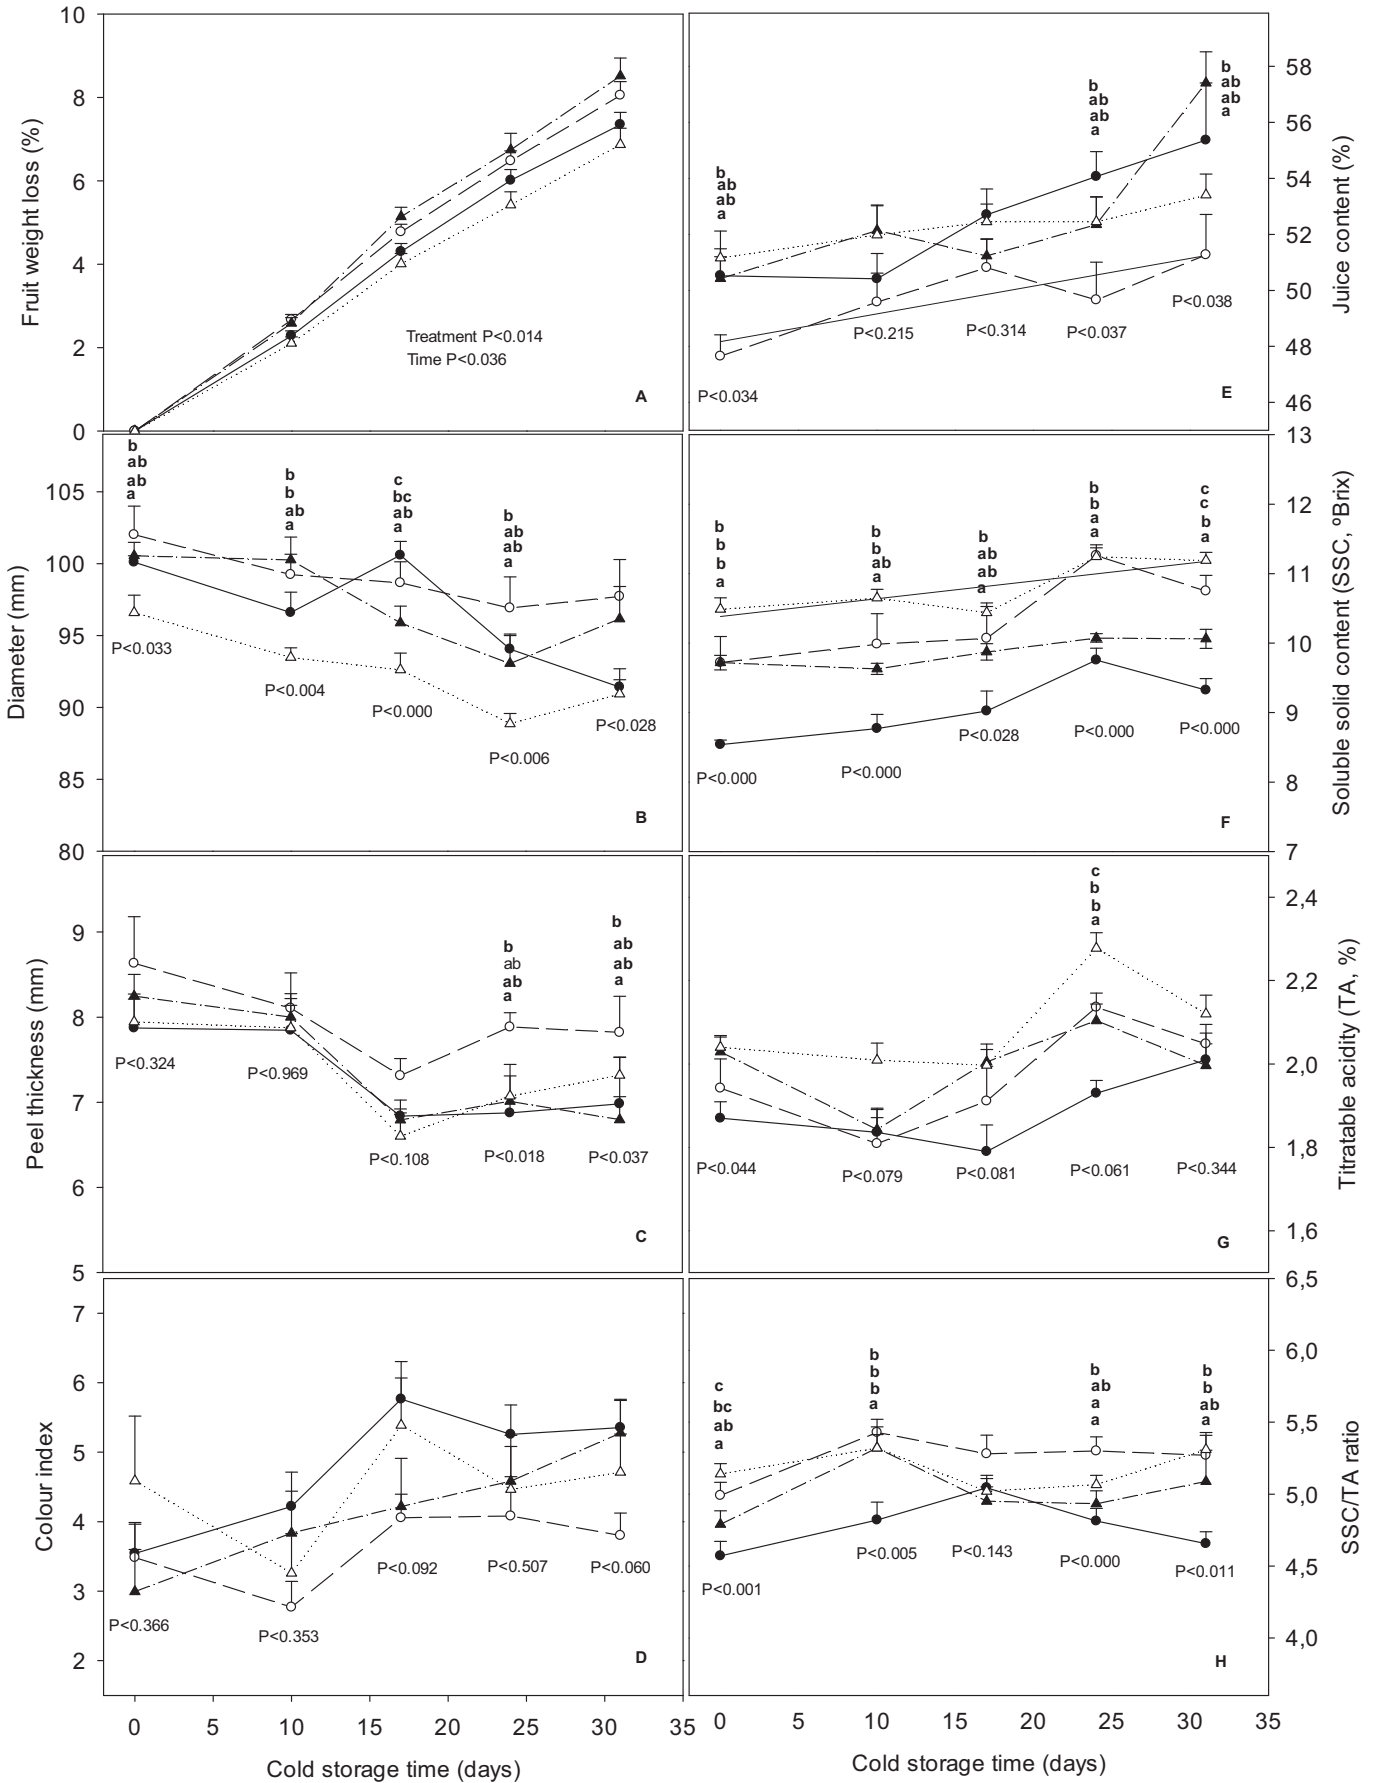 10
8
6
4
2
0
Fruit weight loss (%)
Treatment P<0.014
Time P<0.036
A
b
ab
ab
a
b
ab
ab
a
b
ab
ab
a
P<0.034
P<0.215
P<0.314
P<0.037
P<0.038
E
58
56
54
52
50
48
46
Juice content (%)
105
100
95
90
85
80
Diameter (mm)
b
ab
ab
a
b
b
ab
a
c
bc
ab
a
b
ab
ab
a
P<0.033
P<0.004
P<0.000
P<0.006
P<0.028
B
b
b
b
a
b
b
ab
a
b
ab
ab
a
b
b
a
a
c
c
b
a
P<0.000
P<0.000
P<0.028
P<0.000
P<0.000
F
13
12
11
10
9
8
7
Soluble solid content (SSC, ºBrix)
9
8
7
6
5
Peel thickness (mm)
b
ab
ab
a
b
ab
ab
a
P<0.324
P<0.969
P<0.108
P<0.018
P<0.037
C
c
b
b
a
P<0.044
P<0.079
P<0.081
P<0.061
P<0.344
G
2,4
2,2
2,0
1,8
1,6
Titratable acidity (TA, %)
7
6
5
4
3
2
Colour index
P<0.366
P<0.353
P<0.092
P<0.507
P<0.060
D
c
bc
ab
a
b
b
b
a
b
ab
a
a
b
b
ab
a
P<0.001
P<0.005
P<0.143
P<0.000
P<0.011
H
6,5
6,0
5,5
5,0
4,5
4,0
SSC/TA ratio
0 5 10 15 20 25 30 35
Cold storage time (days)
0 5 10 15 20 25 30 35
Cold storage time (days)